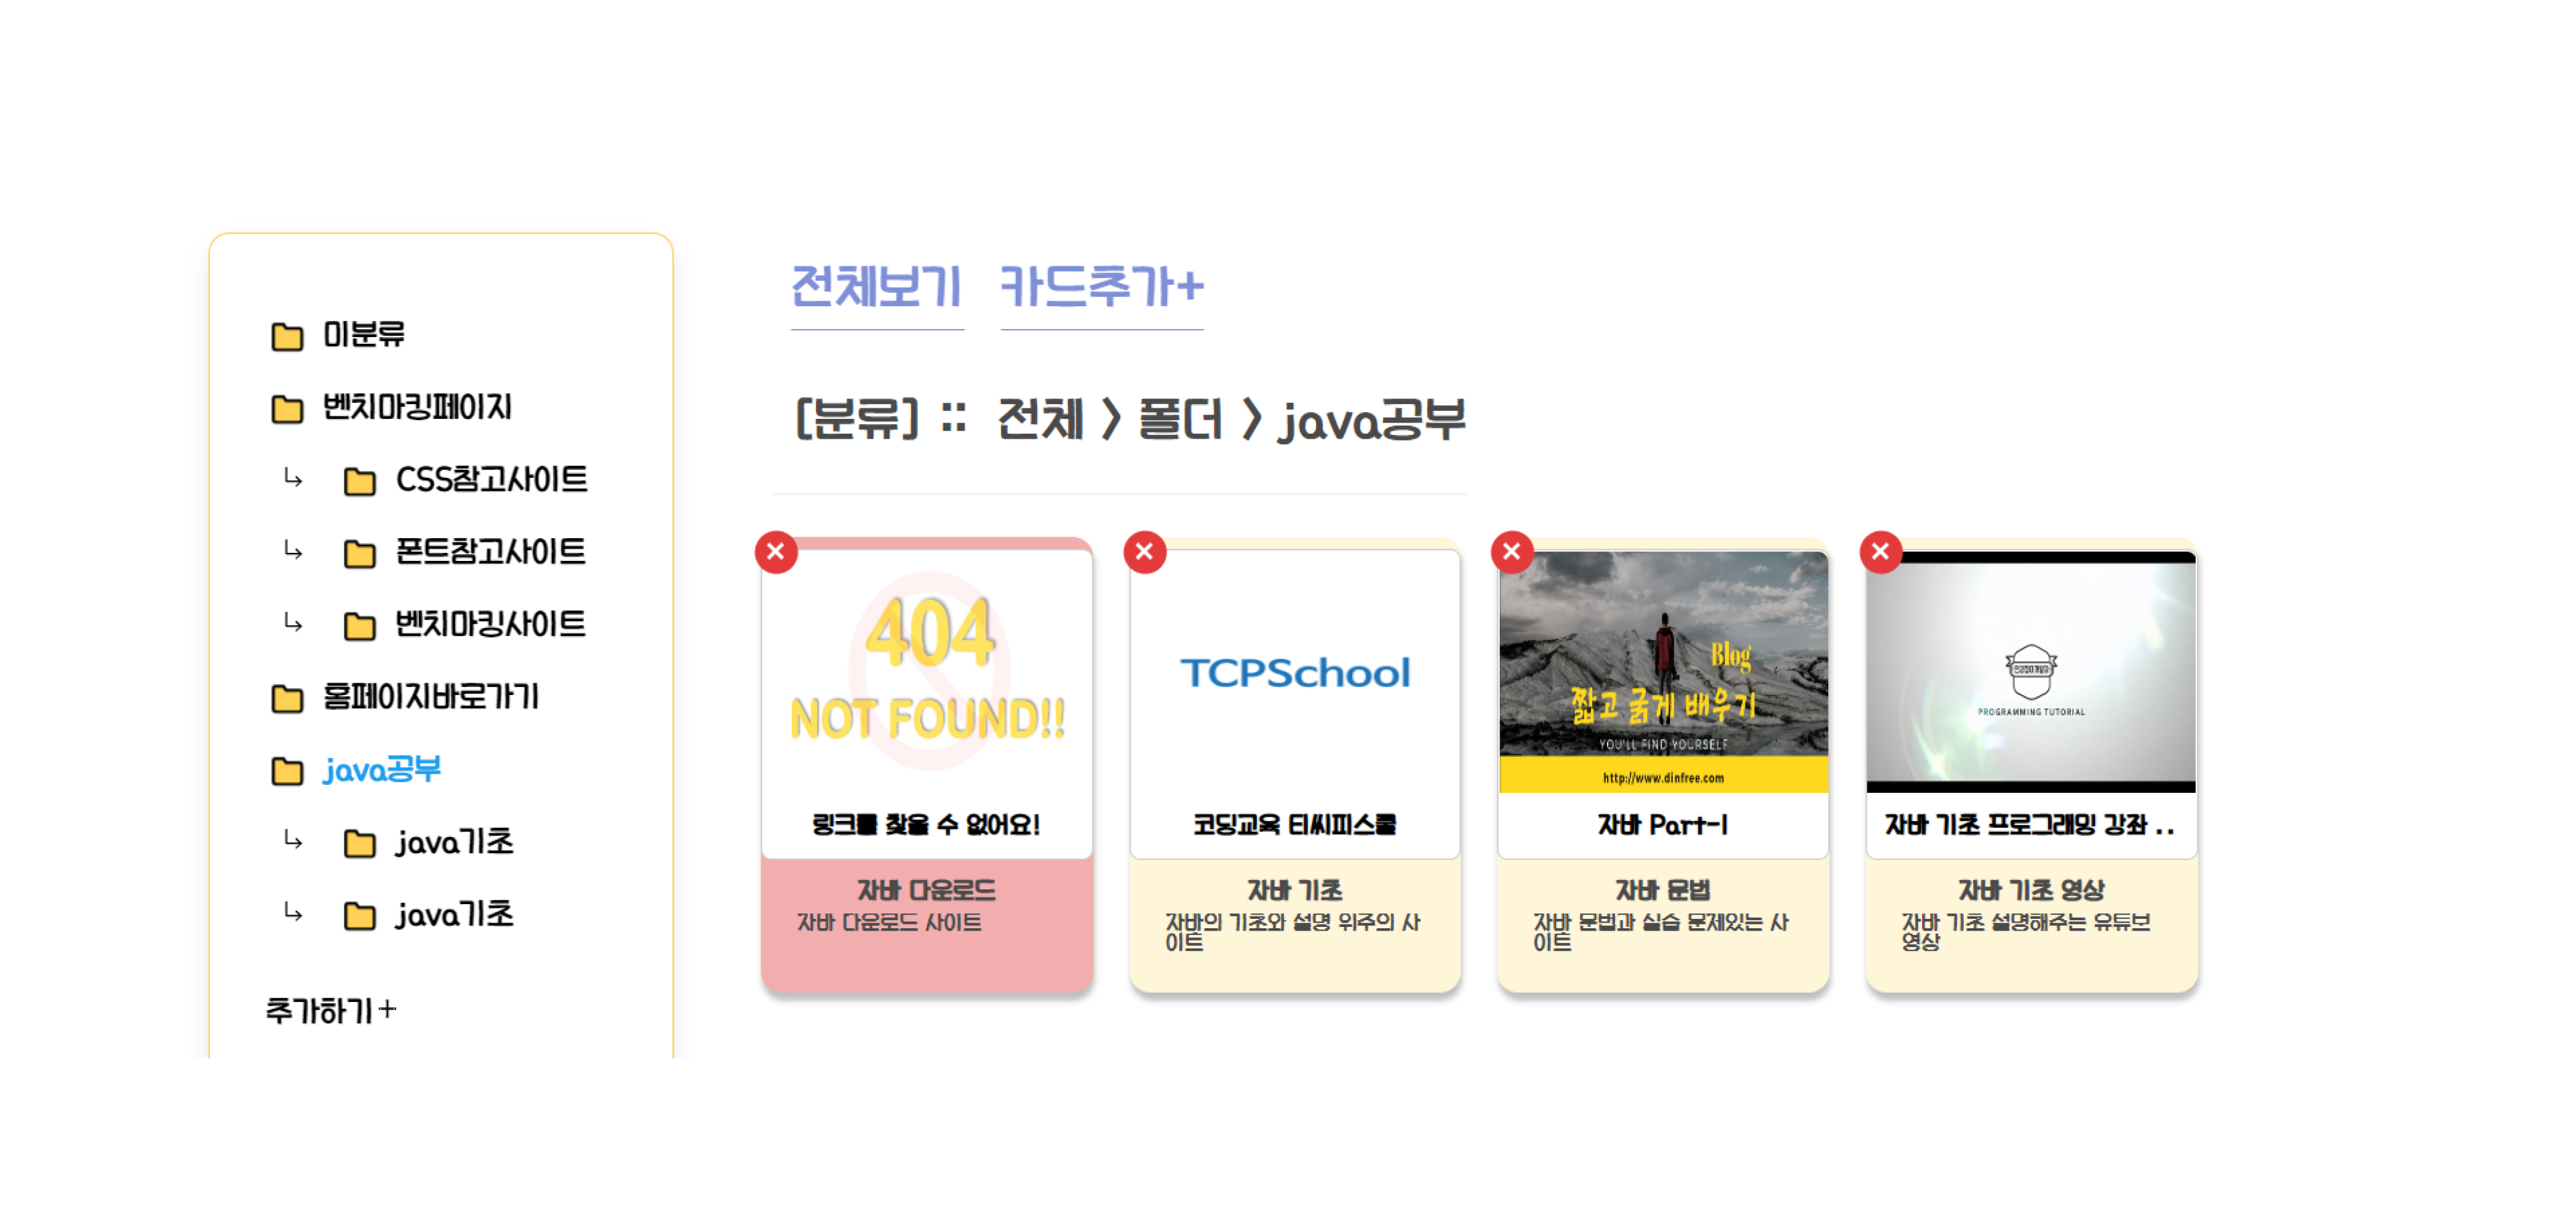 미분류
벤치마킹페이지
CSS참고사이트
폰트참고사이트
벤치마킹사이트
홈페이지바로가기
java공부
java기초
java기초
추가하기+
전체보기 카드추가+
[분류] :: 전체 > 폴더 > java공부
404
NOT FOUND!!
링크를 찾을 수 없어요!
자바 다운로드
자바 다운로드 사이트
TCPSchool
코딩교육 티씨피스쿨
자바 기초
자바의 기초와 설명 위주의 사
이트
Blog
짧고 굵게 배우기
YOU'LL FIND YOURSELF
http://www.dinfree.com
자바 Part-1
자바 문법
자바 문법과 실습 문제있는 사
이트
PROGRAMMING TUTORIAL
자바 기초 프로그래밍 강좌 ..
자바 기초 영상
자바 기초 설명해주는 유튜브
영상